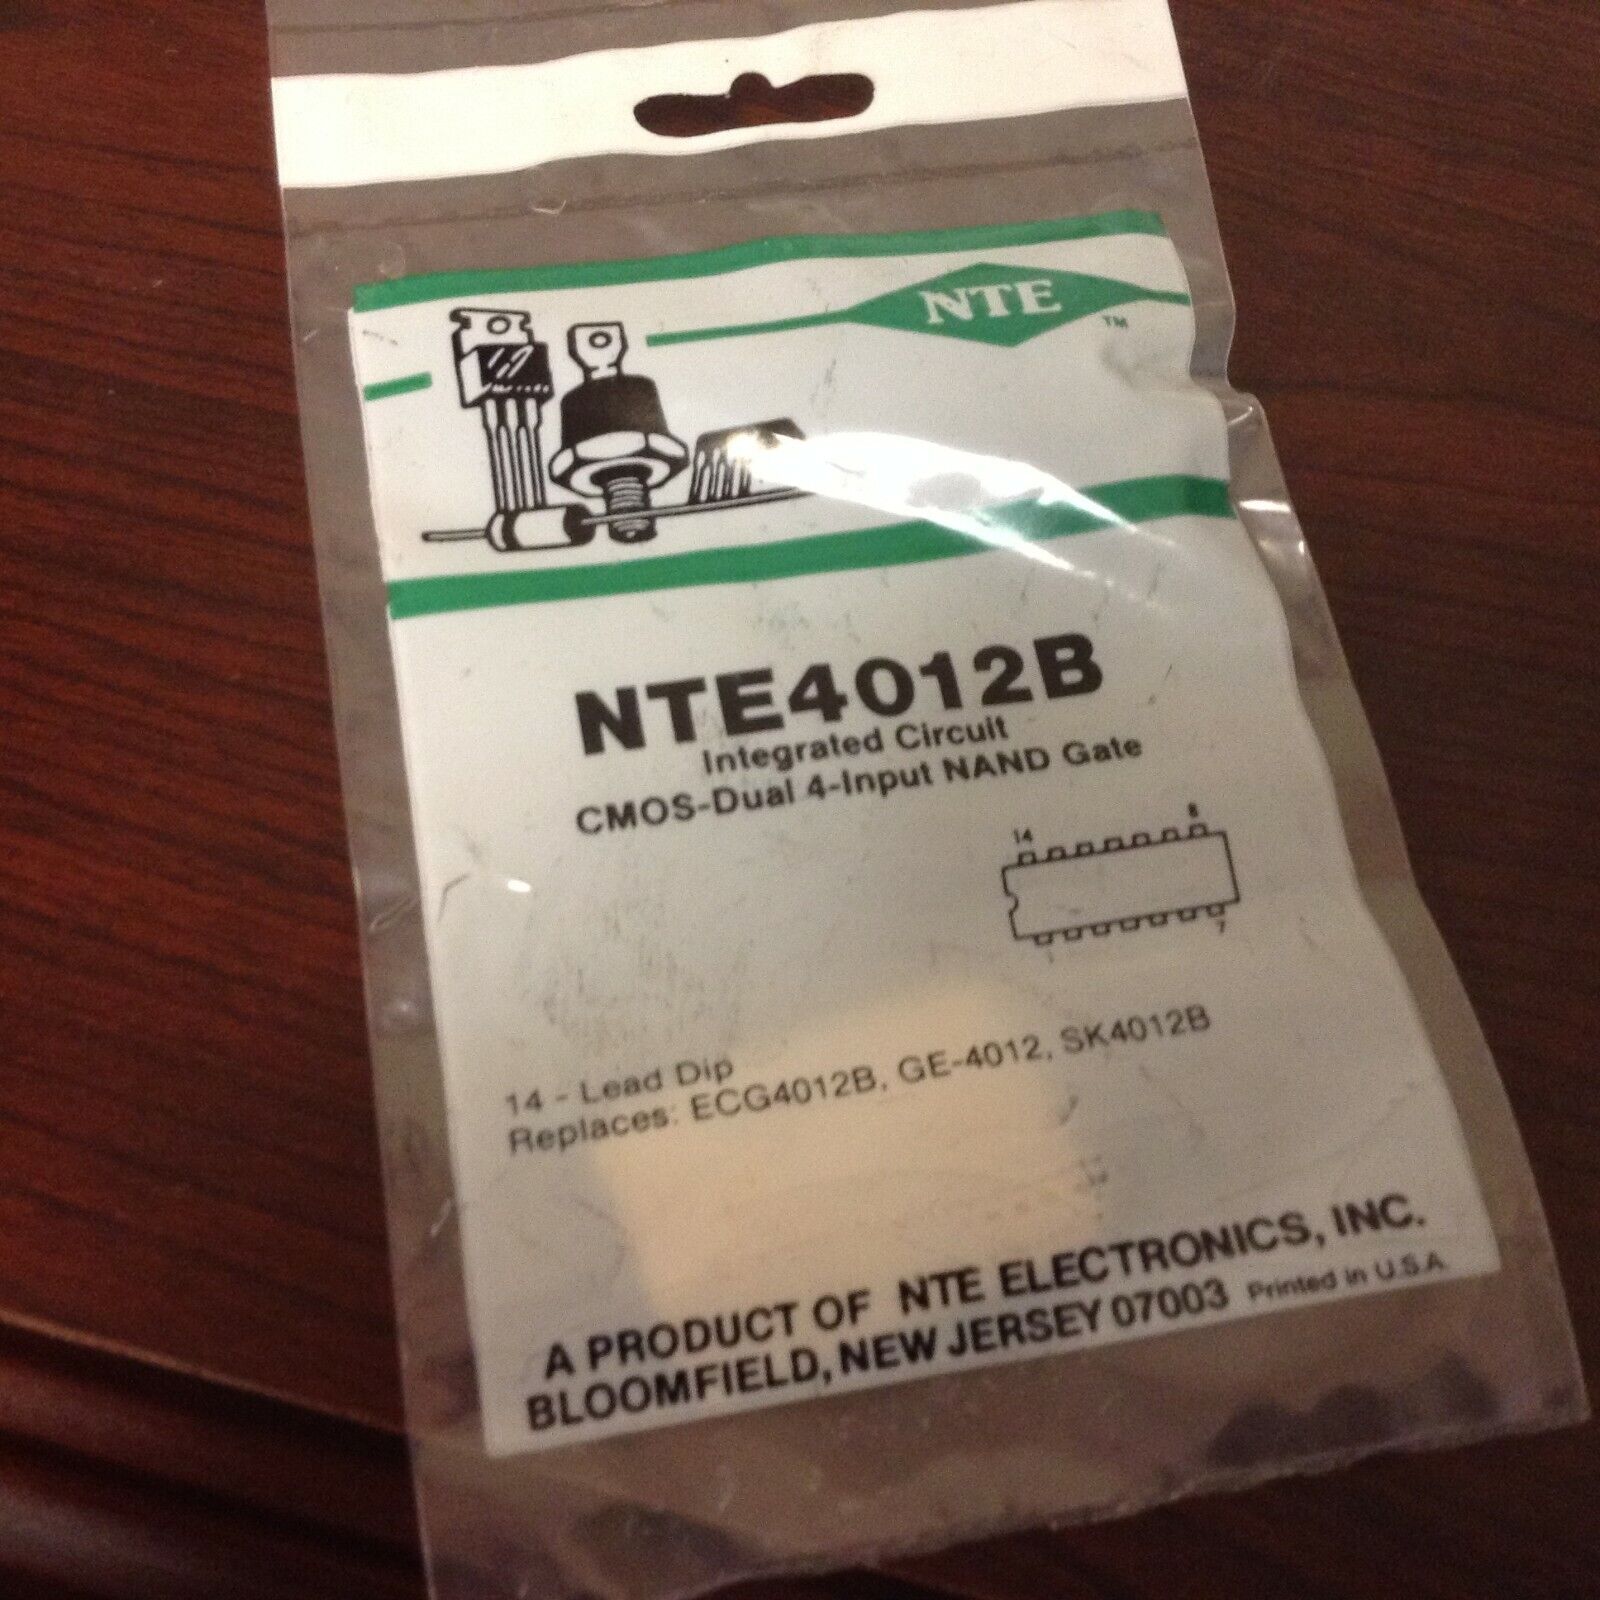 NTE
TM
NTE4012B
Integrated Circuit
CMOS-Dual 4-Input NAND Gate
14 8
7
14 - Lead Dip
Replaces: ECG4012B, GE-4012, SK4012B
A PRODUCT OF NTE ELECTRONICS, INC.
BLOOMFIELD, NEW JERSEY 07003 Printed in U.S.A.